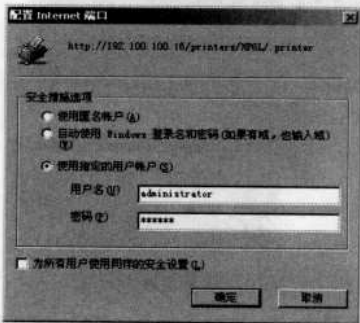 配置 Internet 端口
http://192.100.100.16/printers/XPGL/.printer
安全措施选项
使用匿名帐户(A)
自动使用 Windows 登录名和密码(如果有域，也输入域)
(Y)
使用指定的用户帐户(S)
用户名(U)
administrator
密码(P)
******
为所有用户使用同样的安全设置(L)
确定
取消